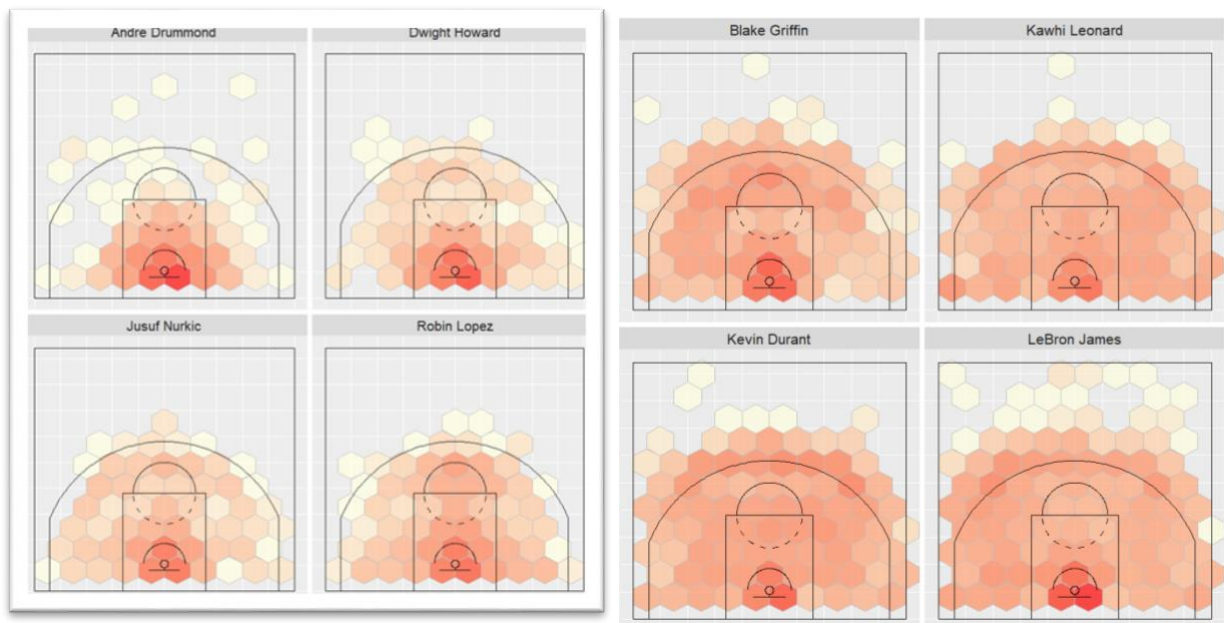 Andre Drummond
Dwight Howard
Jusuf Nurkic
Robin Lopez
Blake Griffin
Kawhi Leonard
Kevin Durant
LeBron James